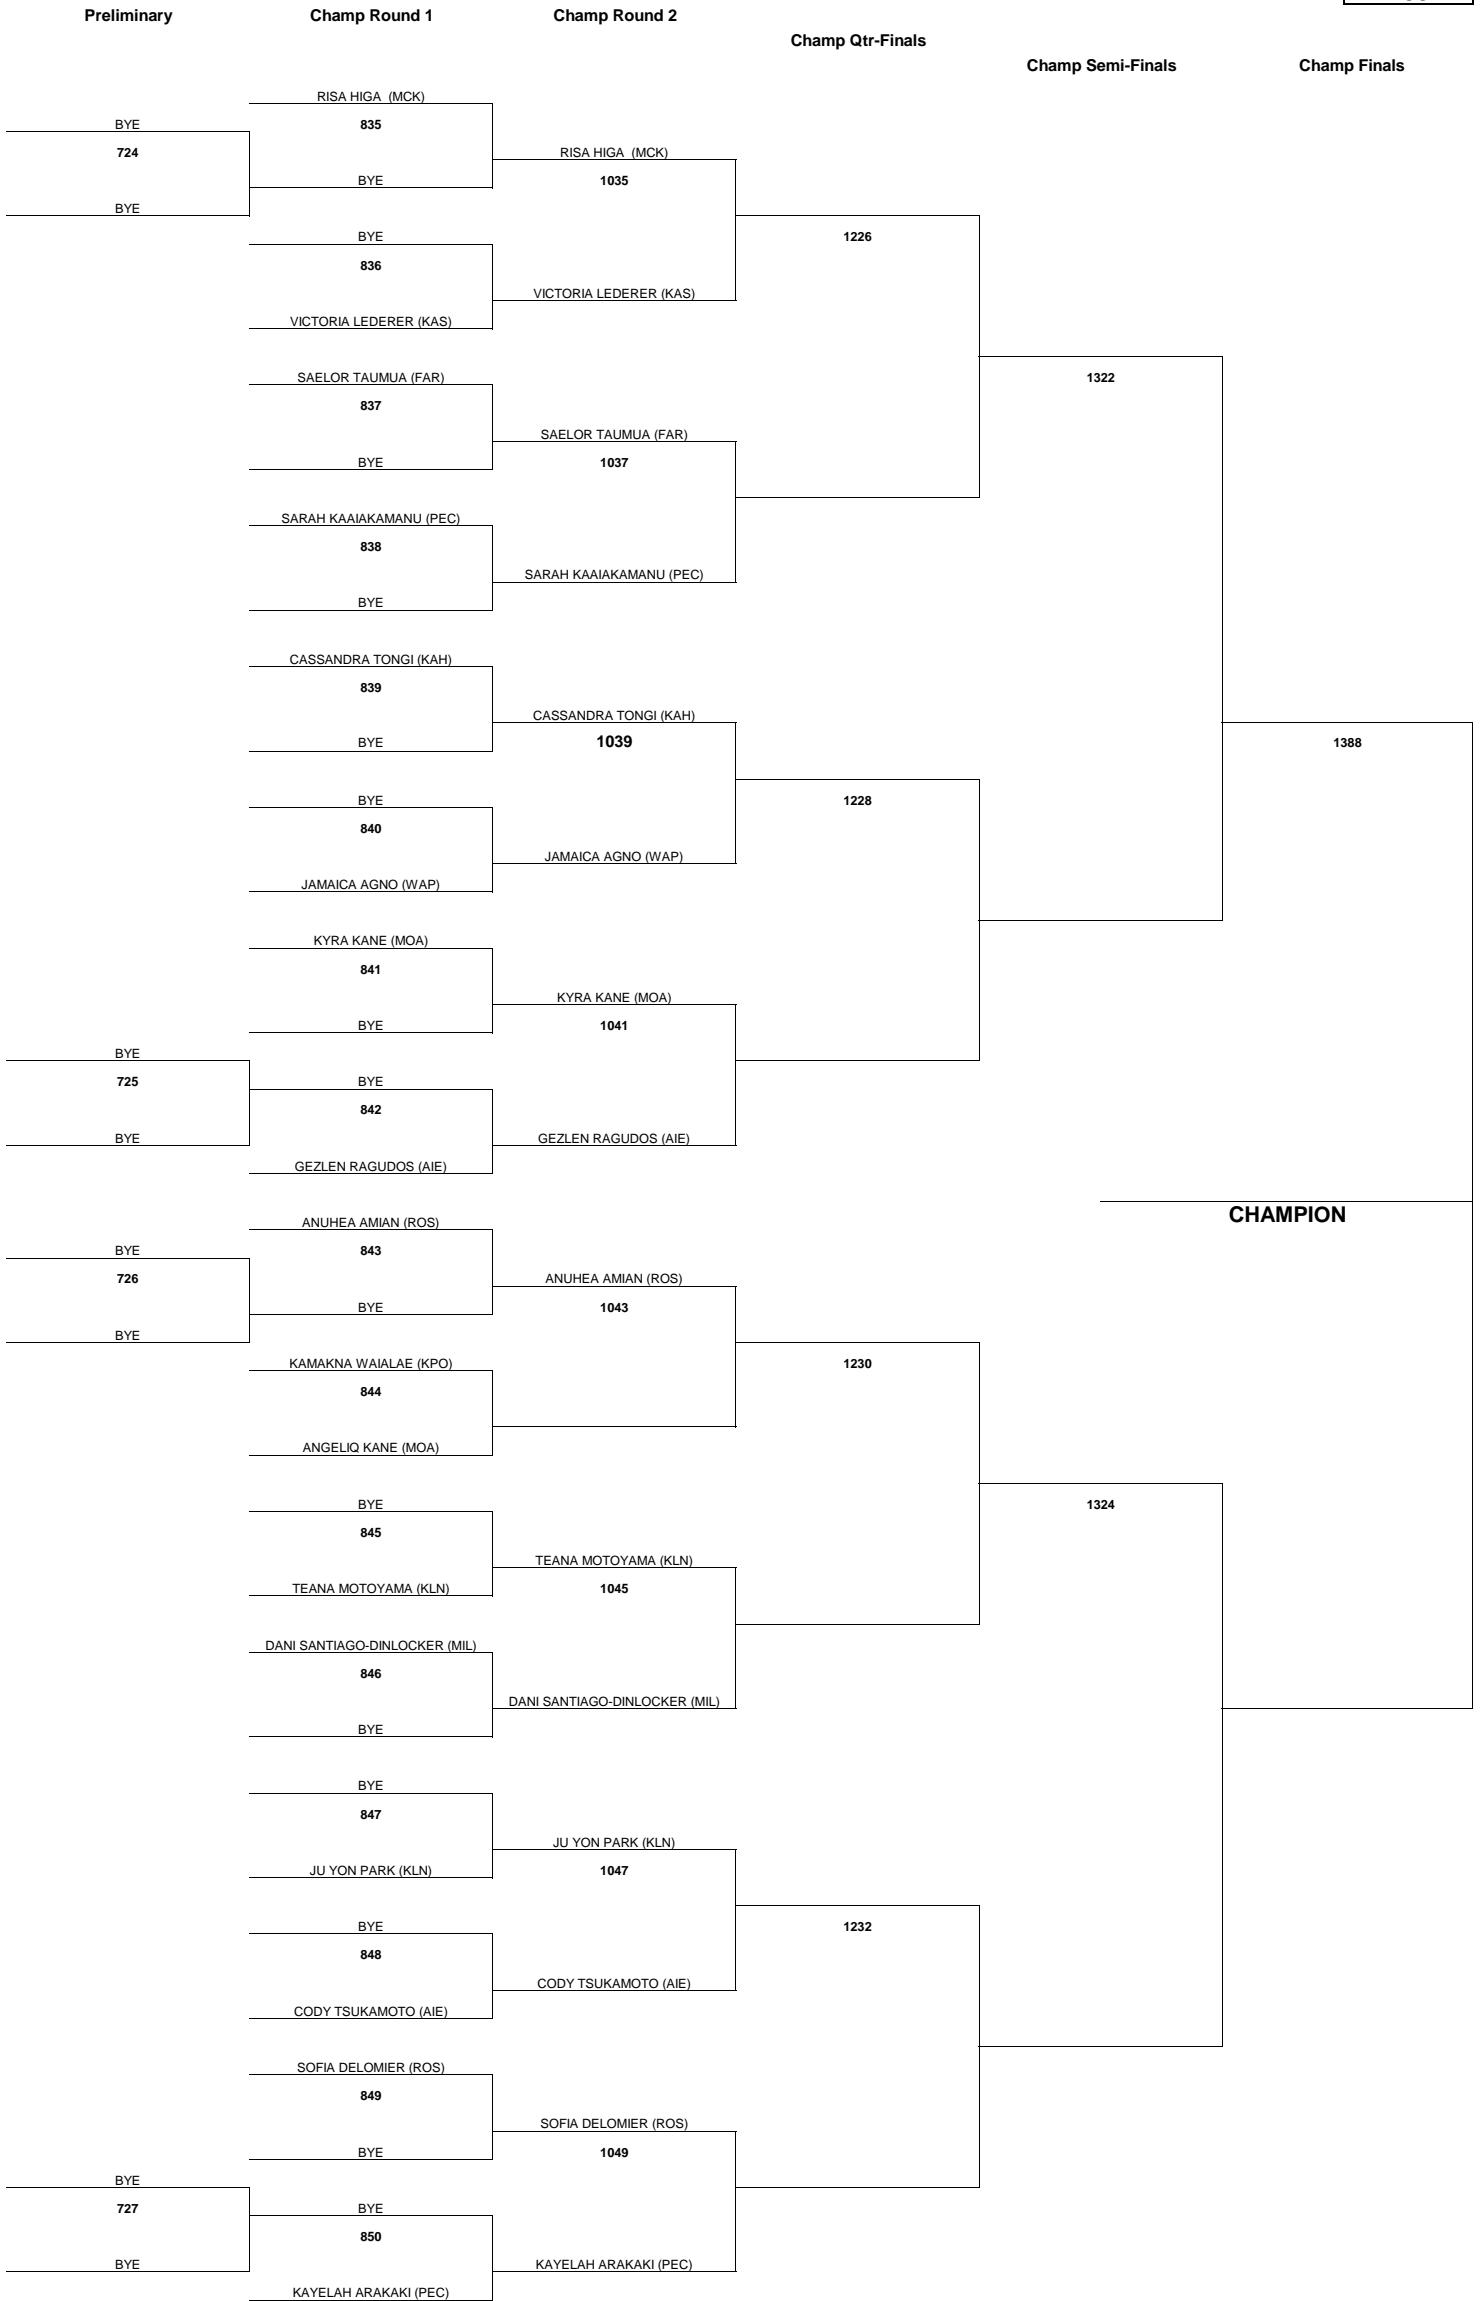 Preliminary
Champ Round 1
Champ Round 2
Champ Qtr-Finals
Champ Semi-Finals
Champ Finals
RISA HIGA (MCK)
BYE
835
724
RISA HIGA (MCK)
BYE
1035
BYE
BYE
1226
836
VICTORIA LEDERER (KAS)
VICTORIA LEDERER (KAS)
SAELOR TAUMUA (FAR)
1322
837
SAELOR TAUMUA (FAR)
BYE
1037
SARAH KAAIAKAMANU (PEC)
838
SARAH KAAIAKAMANU (PEC)
BYE
CASSANDRA TONGI (KAH)
839
CASSANDRA TONGI (KAH)
BYE
1039
1388
BYE
1228
840
JAMAICA AGNO (WAP)
JAMAICA AGNO (WAP)
KYRA KANE (MOA)
841
KYRA KANE (MOA)
BYE
1041
BYE
725
BYE
842
BYE
GEZLEN RAGUDOS (AIE)
GEZLEN RAGUDOS (AIE)
CHAMPION
ANUHEA AMIAN (ROS)
BYE
843
726
ANUHEA AMIAN (ROS)
BYE
1043
BYE
KAMAKNA WAIALAE (KPO)
1230
844
ANGELIQ KANE (MOA)
BYE
1324
845
TEANA MOTOYAMA (KLN)
TEANA MOTOYAMA (KLN)
1045
DANI SANTIAGO-DINLOCKER (MIL)
846
DANI SANTIAGO-DINLOCKER (MIL)
BYE
BYE
847
JU YON PARK (KLN)
JU YON PARK (KLN)
1047
BYE
1232
848
CODY TSUKAMOTO (AIE)
CODY TSUKAMOTO (AIE)
SOFIA DELOMIER (ROS)
849
SOFIA DELOMIER (ROS)
BYE
1049
BYE
727
BYE
850
BYE
KAYELAH ARAKAKI (PEC)
KAYELAH ARAKAKI (PEC)